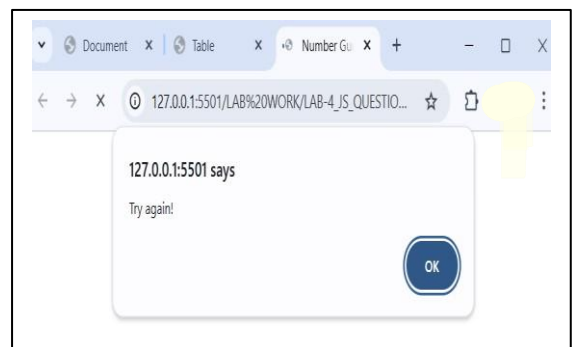 Document Table Number Gu
127.0.0.1:5501/LAB%20WORK/LAB-4_JS_QUESTIO...
127.0.0.1:5501 says
Try again!
OK